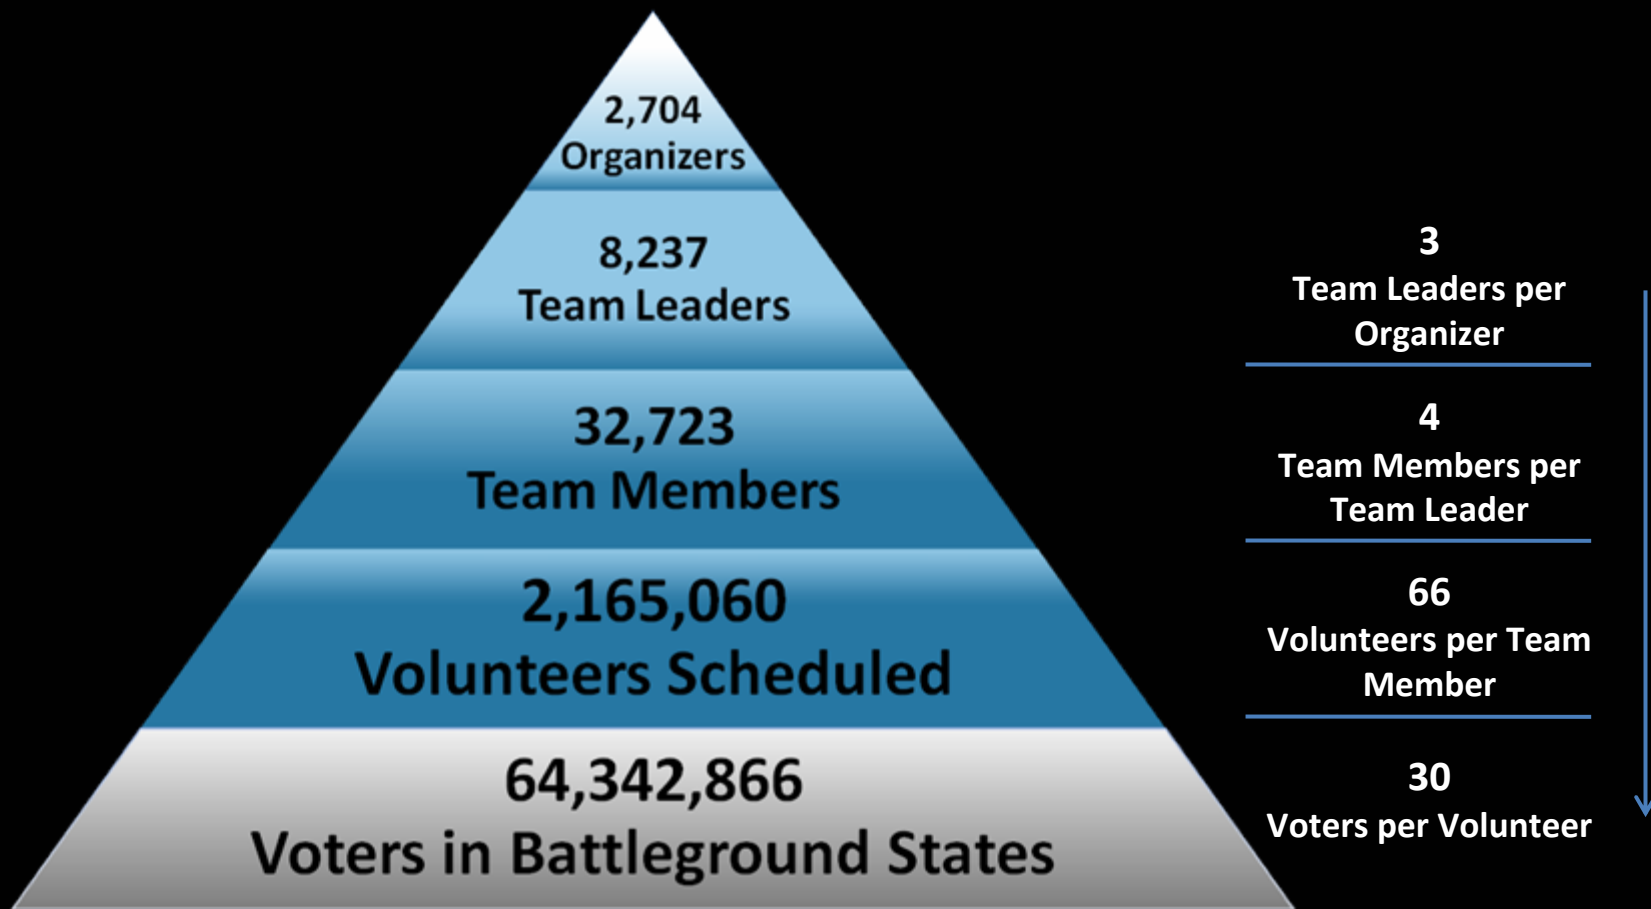 2,704
Organizers
8,237
Team Leaders
32,723
Team Members
2,165,060
Volunteers Scheduled
64,342,866
Voters in Battleground States
3
Team Leaders per
Organizer
4
Team Members per
Team Leader
66
Volunteers per Team
Member
30
Voters per Volunteer